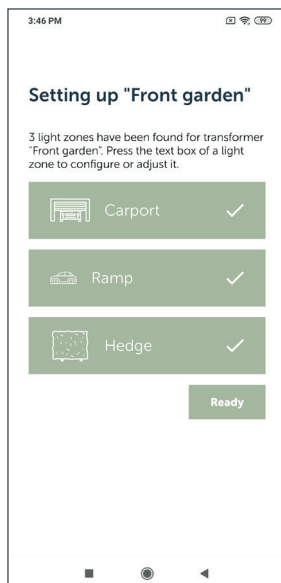 3:46 PM
99
Setting up "Front garden"
3 light zones have been found for transformer
"Front garden". Press the text box of a light
zone to configure or adjust it.
Carport
Ramp
Hedge
Ready